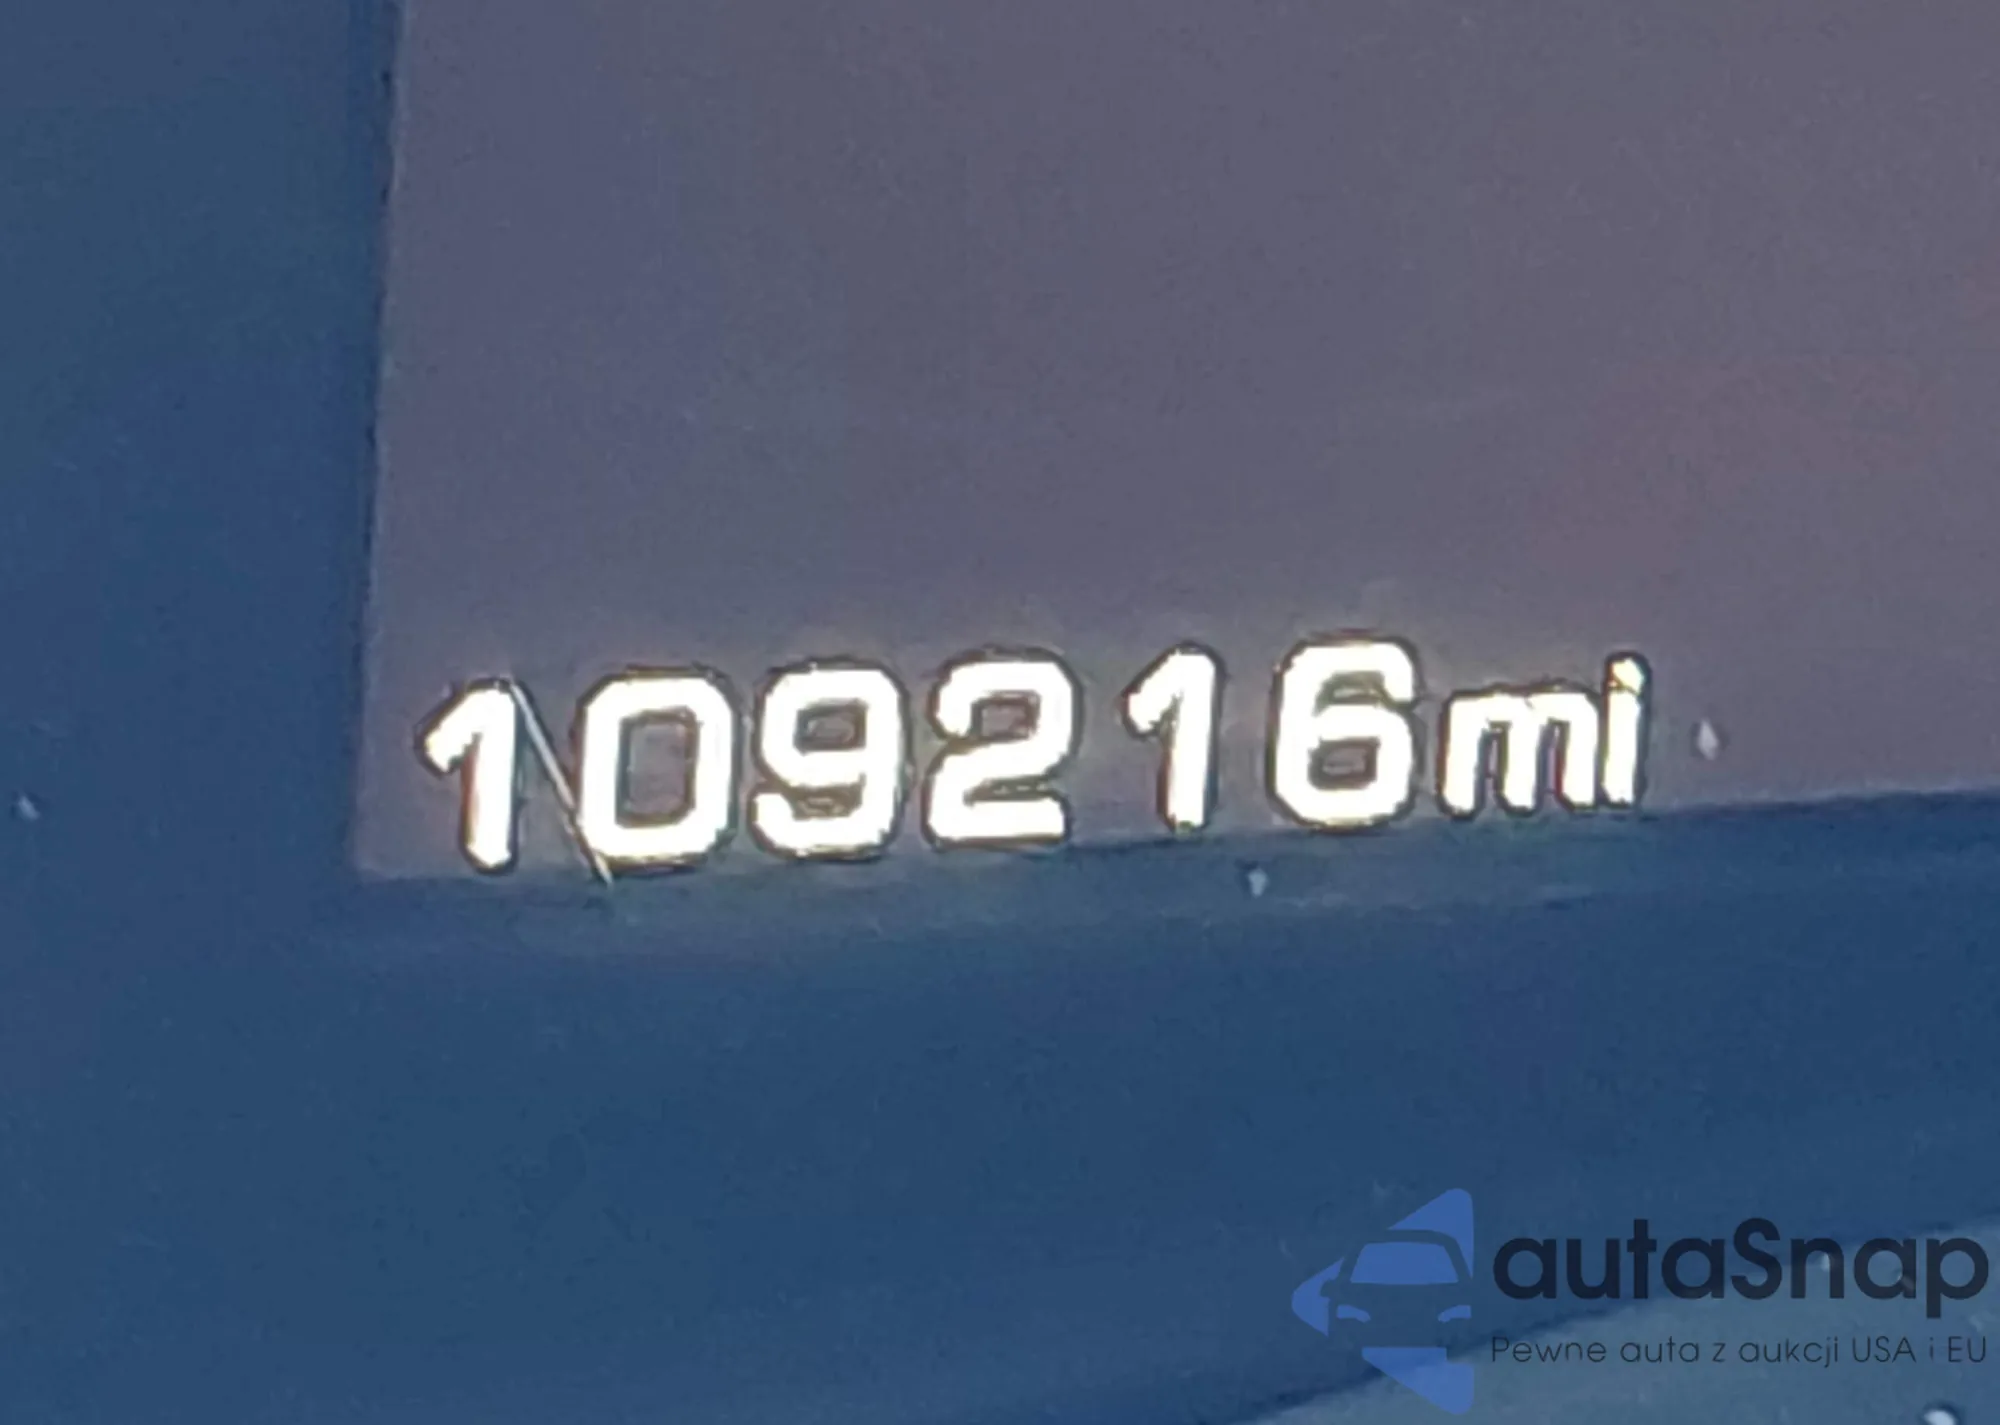 109216mi
autaSnap
Pewne auta z aukcji USA i EU